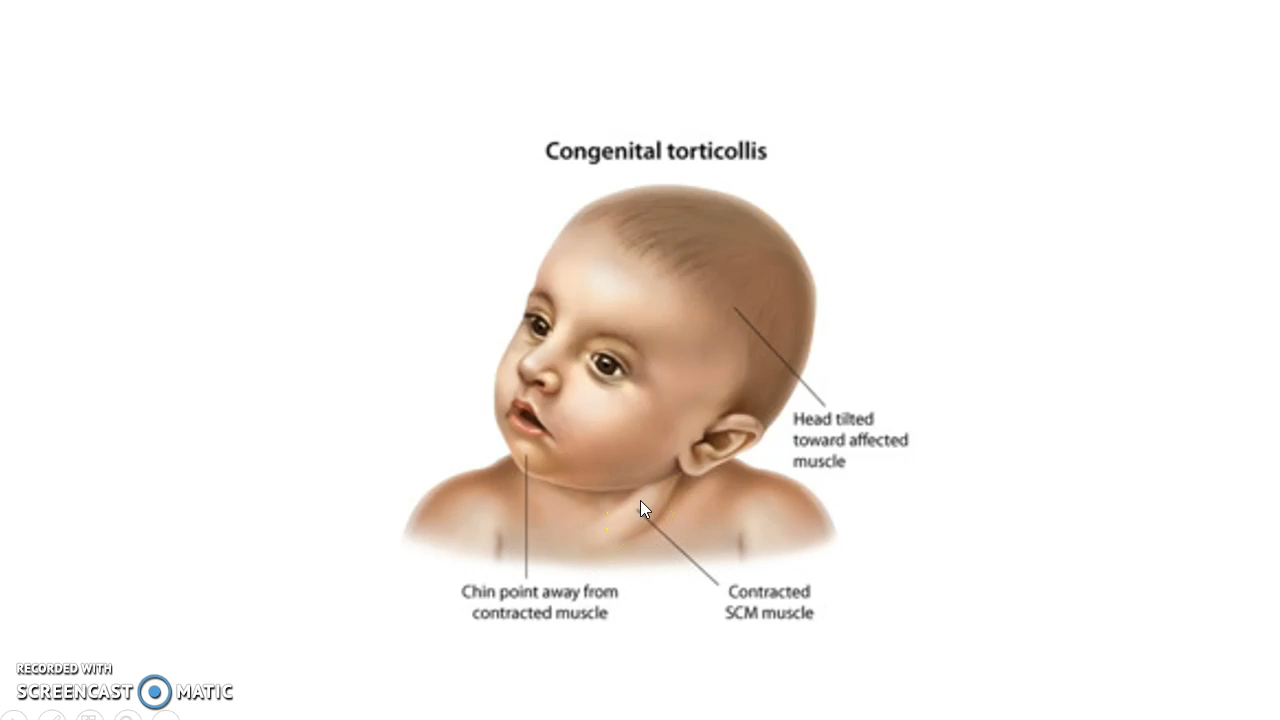 Congenital torticollis
Head tilted
toward affected
muscle
Chin point away from
contracted muscle
Contracted
SCM muscle
RECORDED WITH
SCREENCAST MATIC